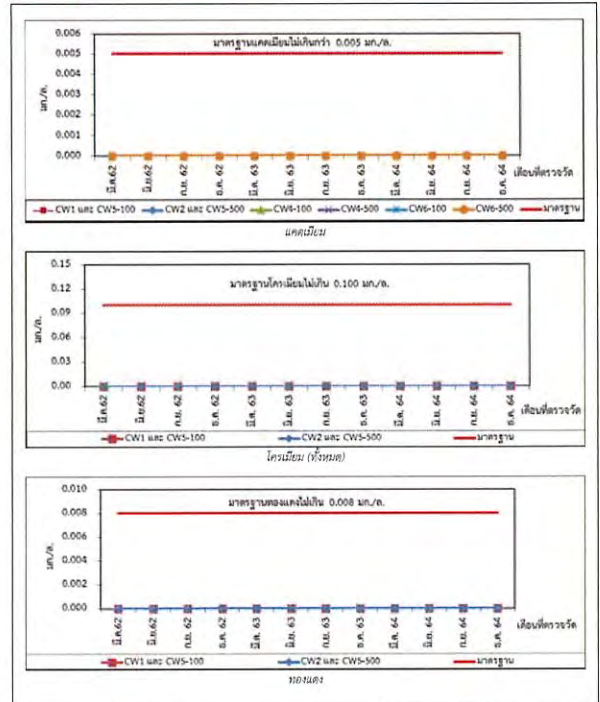 0.006
มาตรฐานแคดเมียมไม่เกินกว่า 0.005 มก./ล.
0.005
0.004
0.003
0.002
0.001
0.000
มก./ล.
มี.ค.62 มิ.ย.62 ก.ย. 62 ธ.ค. 62 มี.ค. 63 มิ.ย. 63 ก.ย. 63 ธ.ค. 63 มี.ค. 64 มิ.ย. 64 ก.ย. 64 ธ.ค. 64
เดือนที่ตรวจวัด
CW1 และ CW5-100 CW2 และ CW5-500 CW4-100 CW4-500 CW6-100 CW6-500 มาตรฐาน
แคดเมียม
0.15
มาตรฐานโครเมียมไม่เกิน 0.100 มก./ล.
0.12
0.09
0.06
0.03
0.00
มก./ล.
มี.ค.62 มิ.ย.62 ก.ย. 62 ธ.ค. 62 มี.ค. 63 มิ.ย. 63 ก.ย. 63 ธ.ค. 63 มี.ค. 64 มิ.ย. 64 ก.ย. 64 ธ.ค. 64
เดือนที่ตรวจวัด
CW1 และ CW5-100 CW2 และ CW5-500 มาตรฐาน
โครเมียม (ทั้งหมด)
0.010
มาตรฐานทองแดงไม่เกิน 0.008 มก./ล.
0.008
0.006
0.004
0.002
0.000
มก./ล.
มี.ค.62 มิ.ย.62 ก.ย. 62 ธ.ค. 62 มี.ค. 63 มิ.ย. 63 ก.ย. 63 ธ.ค. 63 มี.ค. 64 มิ.ย. 64 ก.ย. 64 ธ.ค. 64
เดือนที่ตรวจวัด
CW1 และ CW5-100 CW2 และ CW5-500 มาตรฐาน
ทองแดง